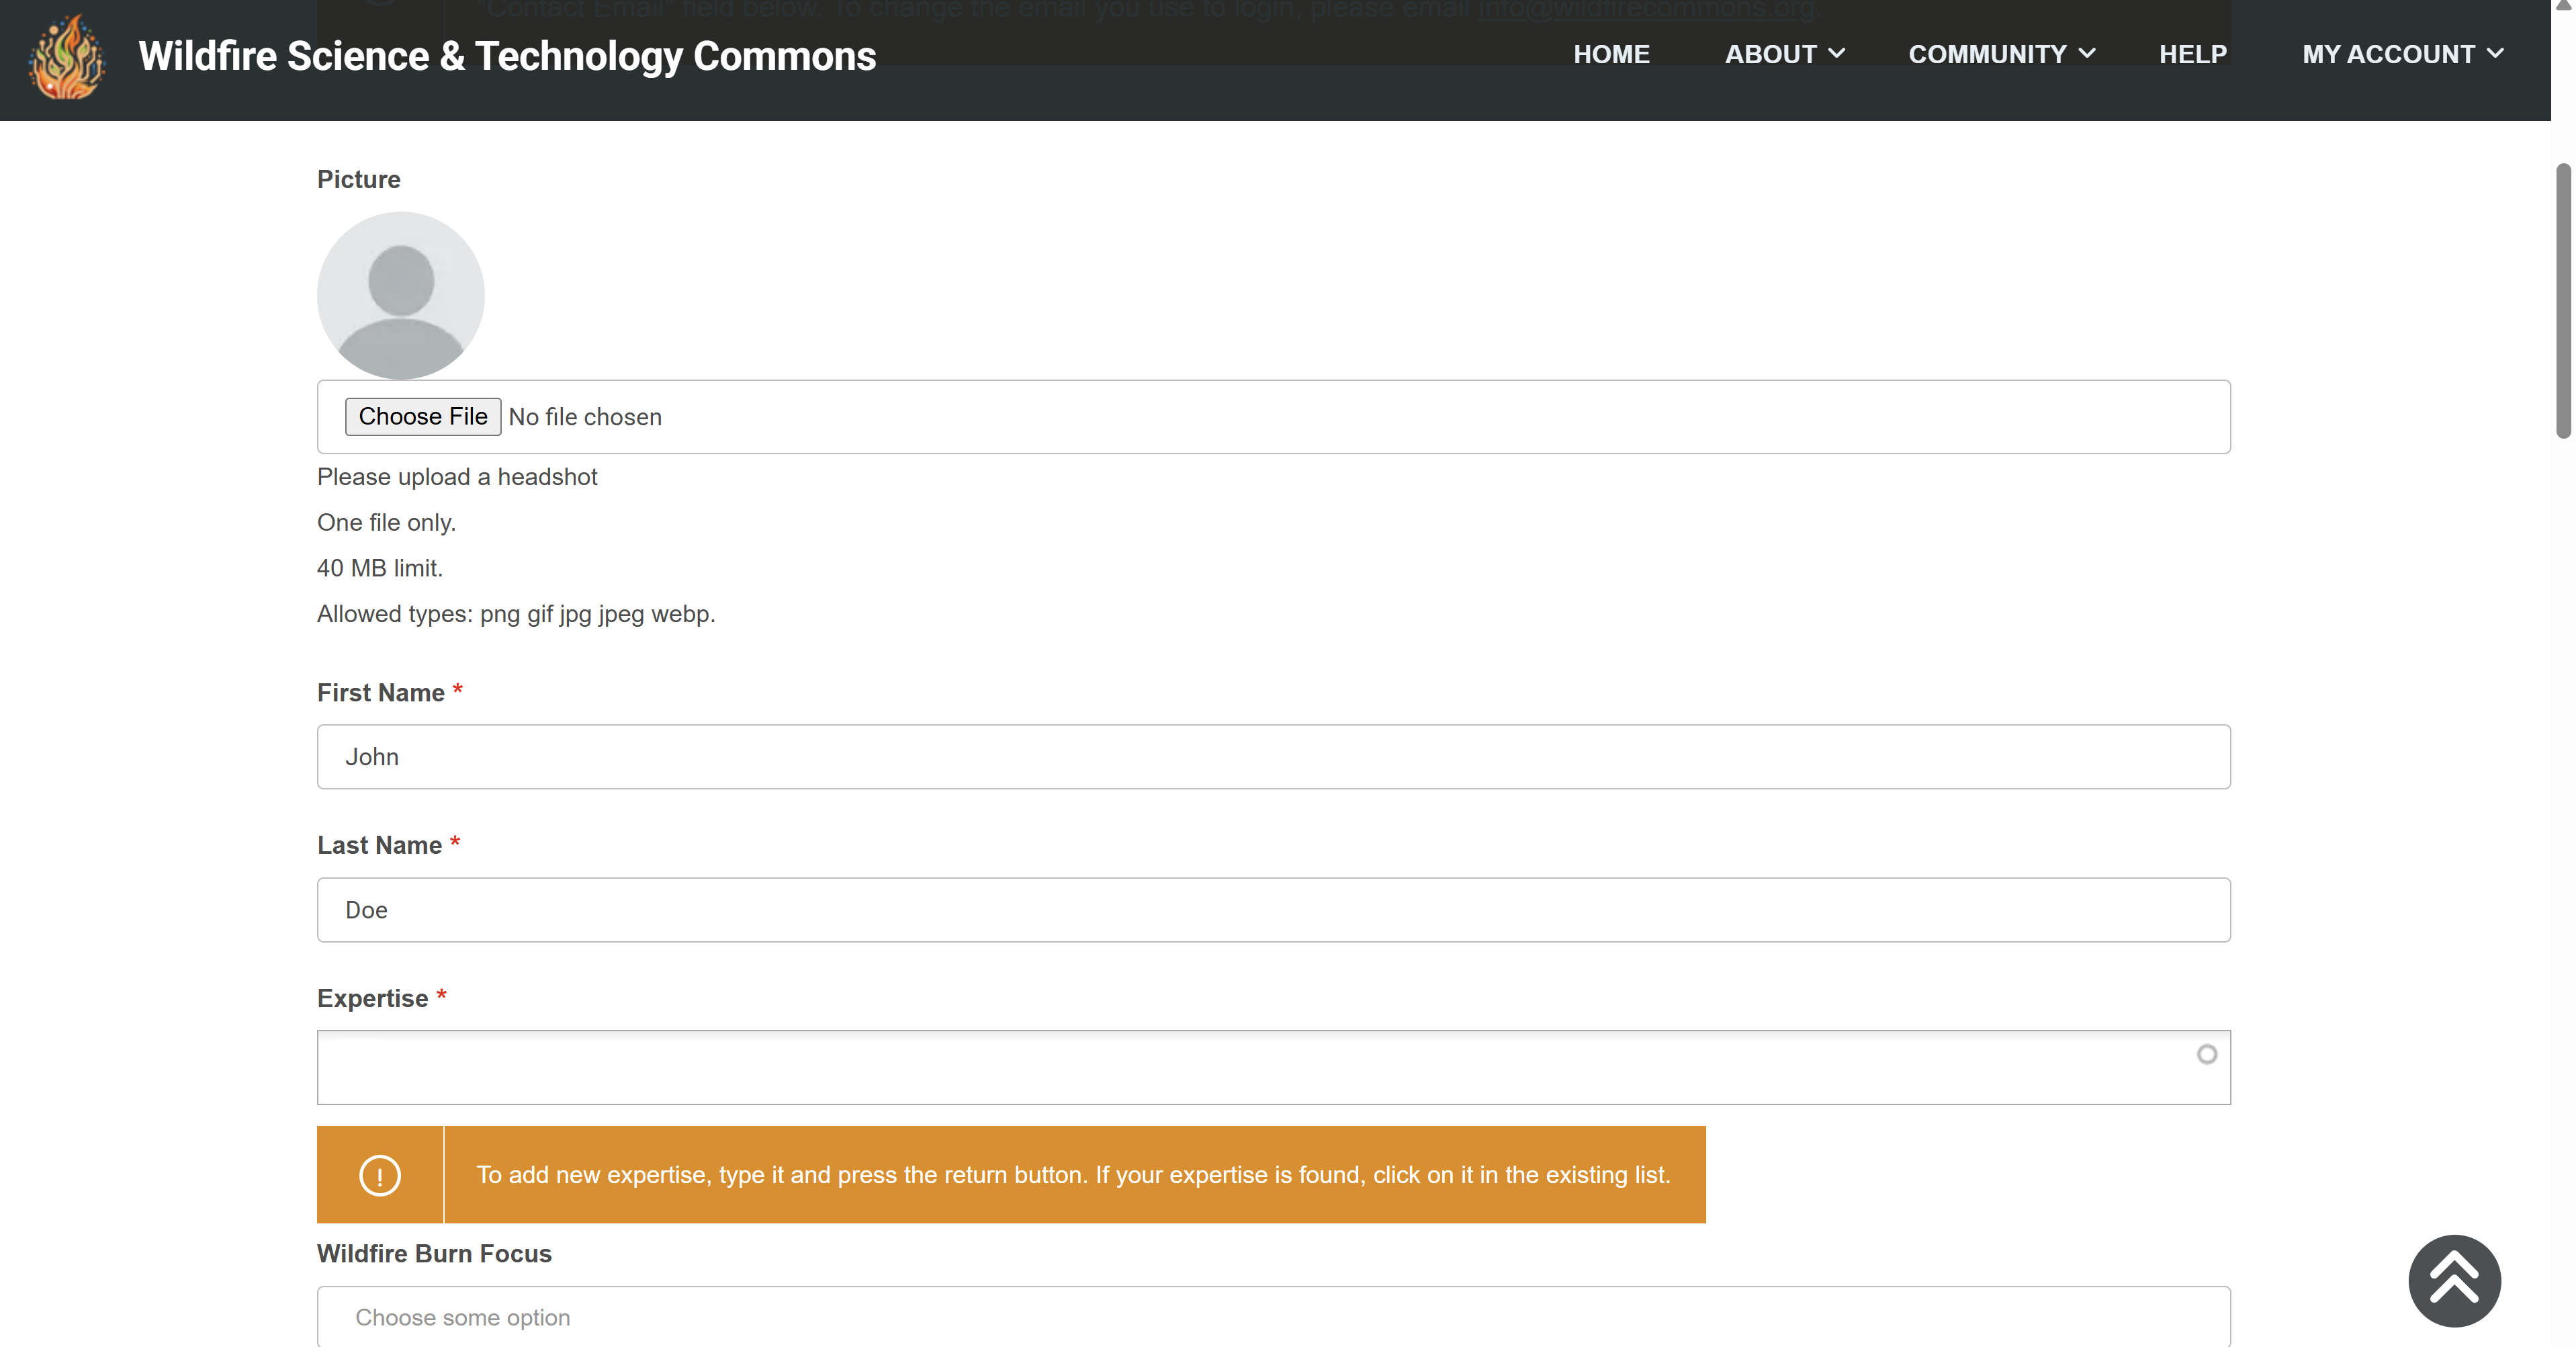 "Contact Email" field below. To change the email you use to login, please email info@wildfirecommons.org.
Wildfire Science & Technology Commons
HOME ABOUT COMMUNITY HELP MY ACCOUNT
Picture
Choose File No file chosen
Please upload a headshot
One file only.
40 MB limit.
Allowed types: png gif jpg jpeg webp.
First Name *
John
Last Name *
Doe
Expertise *
To add new expertise, type it and press the return button. If your expertise is found, click on it in the existing list.
Wildfire Burn Focus
Choose some option